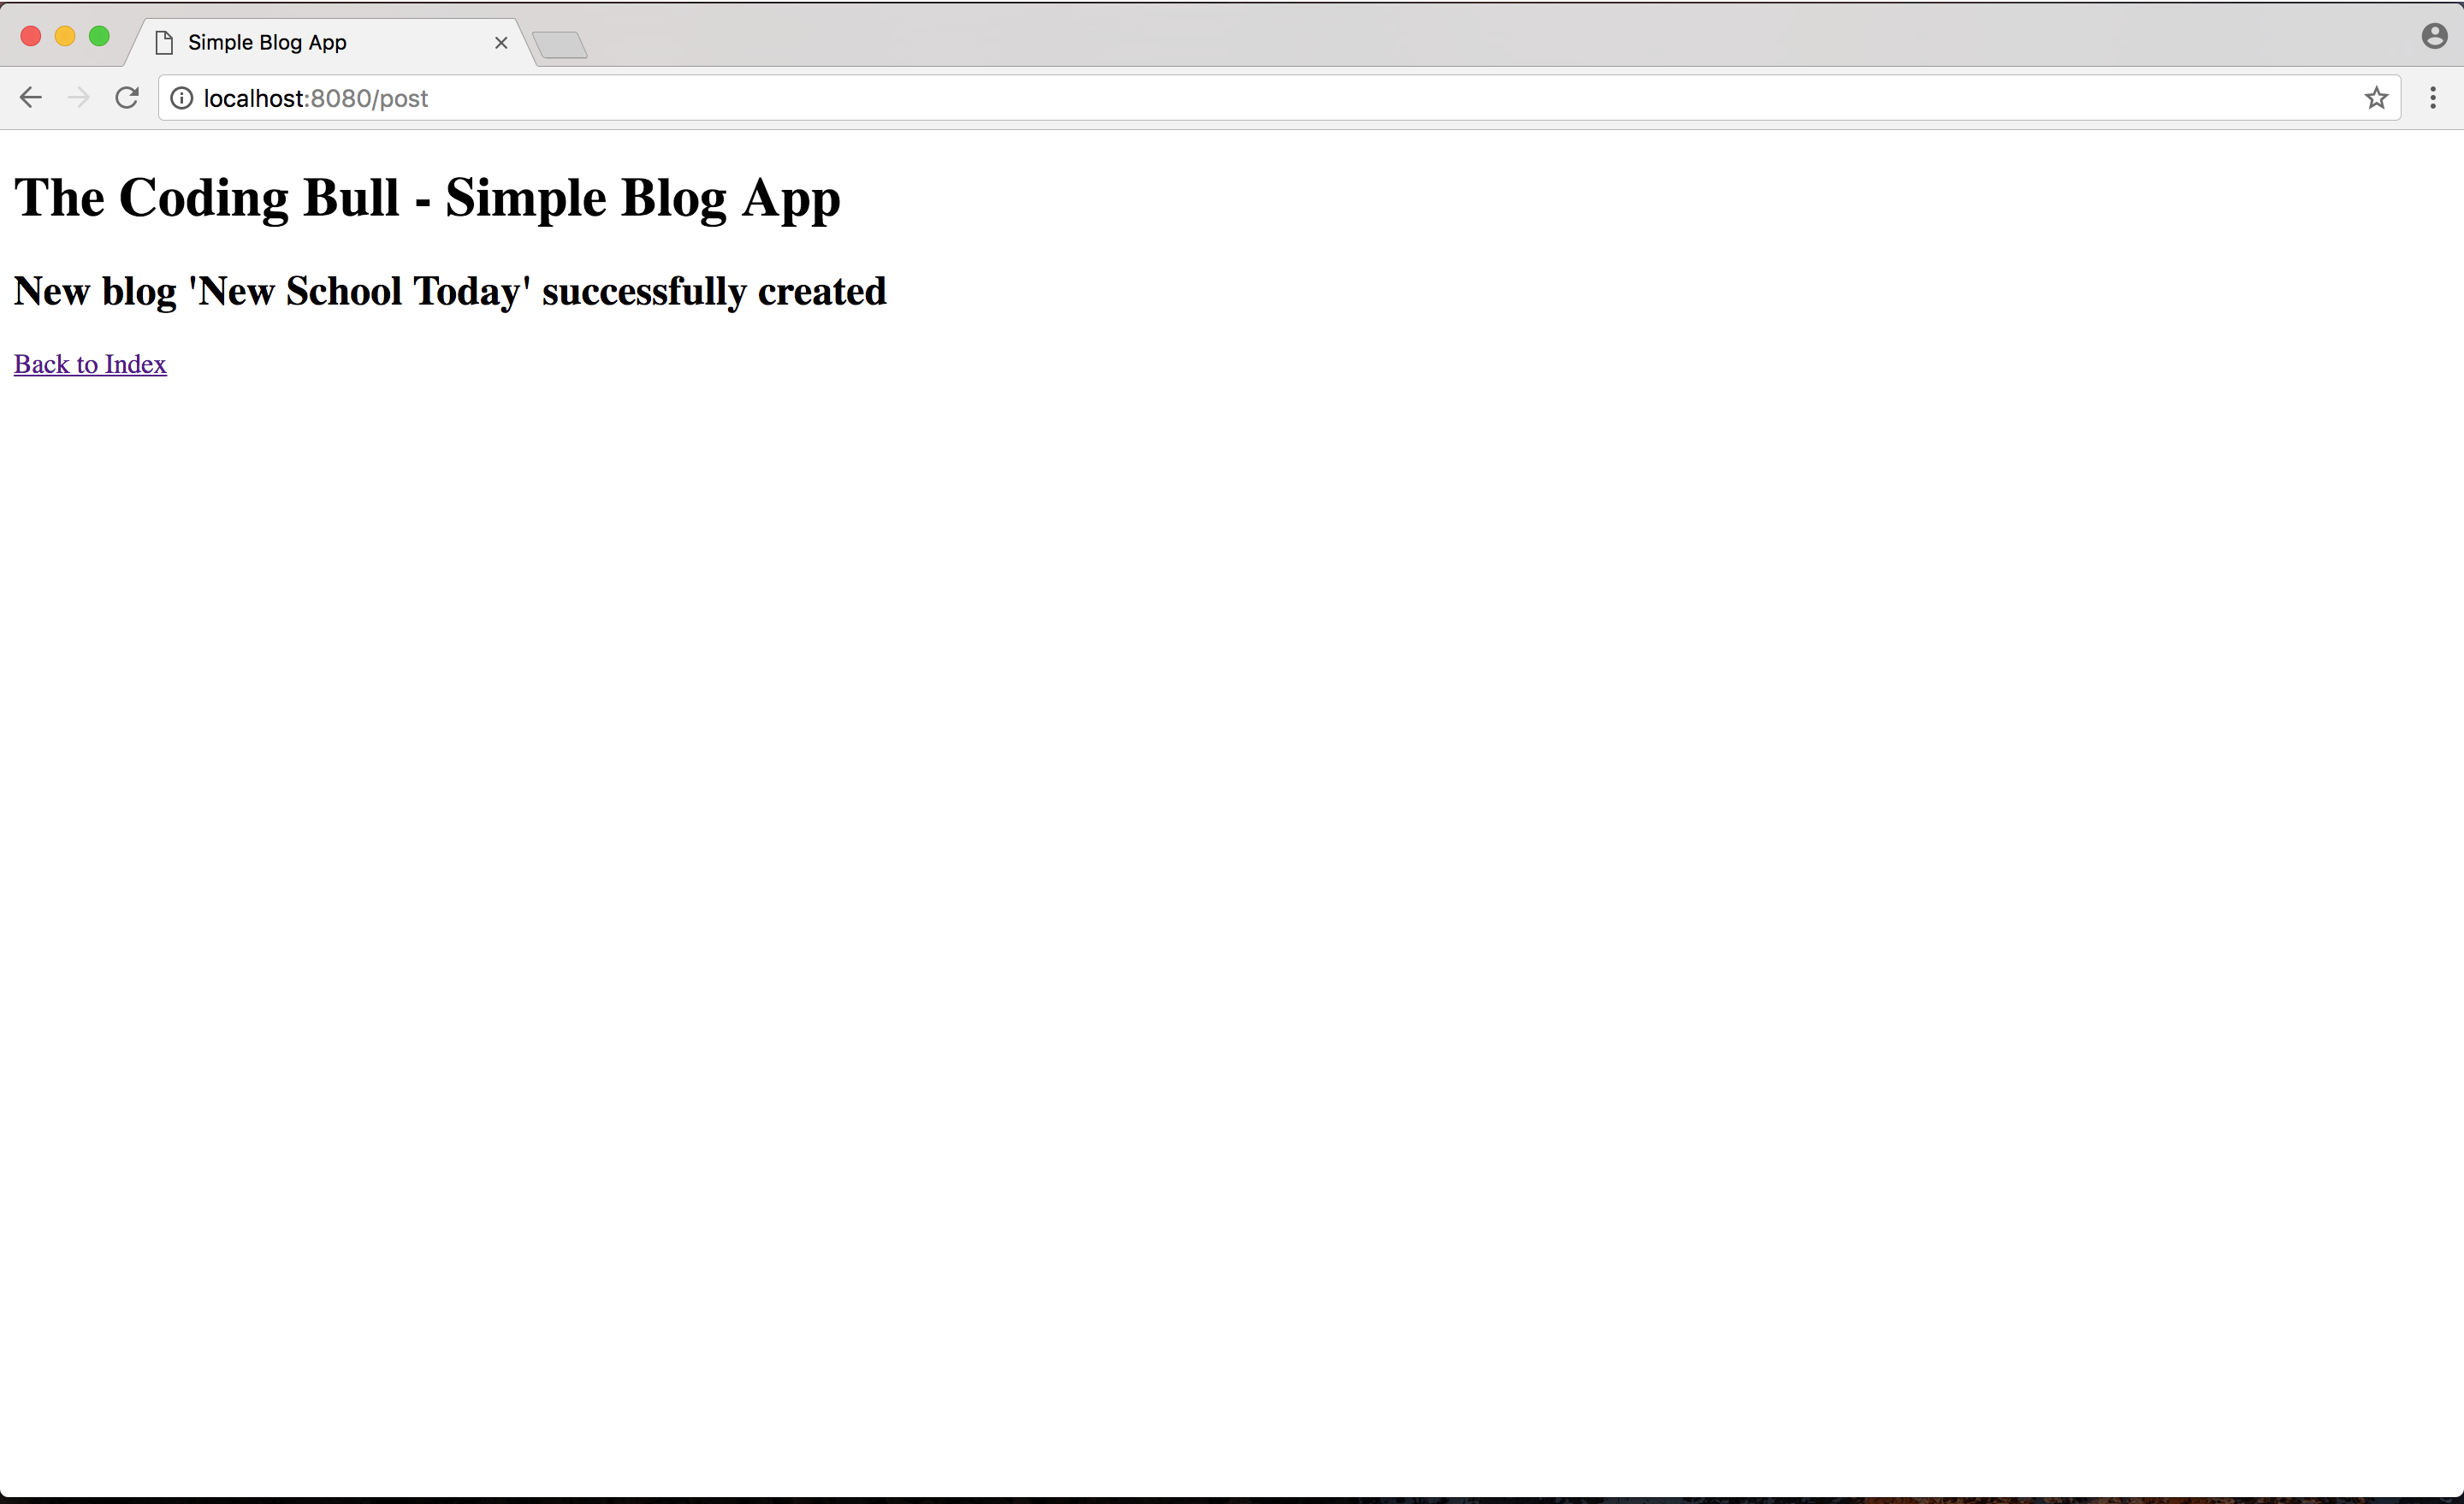 Simple Blog App
localhost:8080/post
The Coding Bull - Simple Blog App
New blog 'New School Today' successfully created
Back to Index